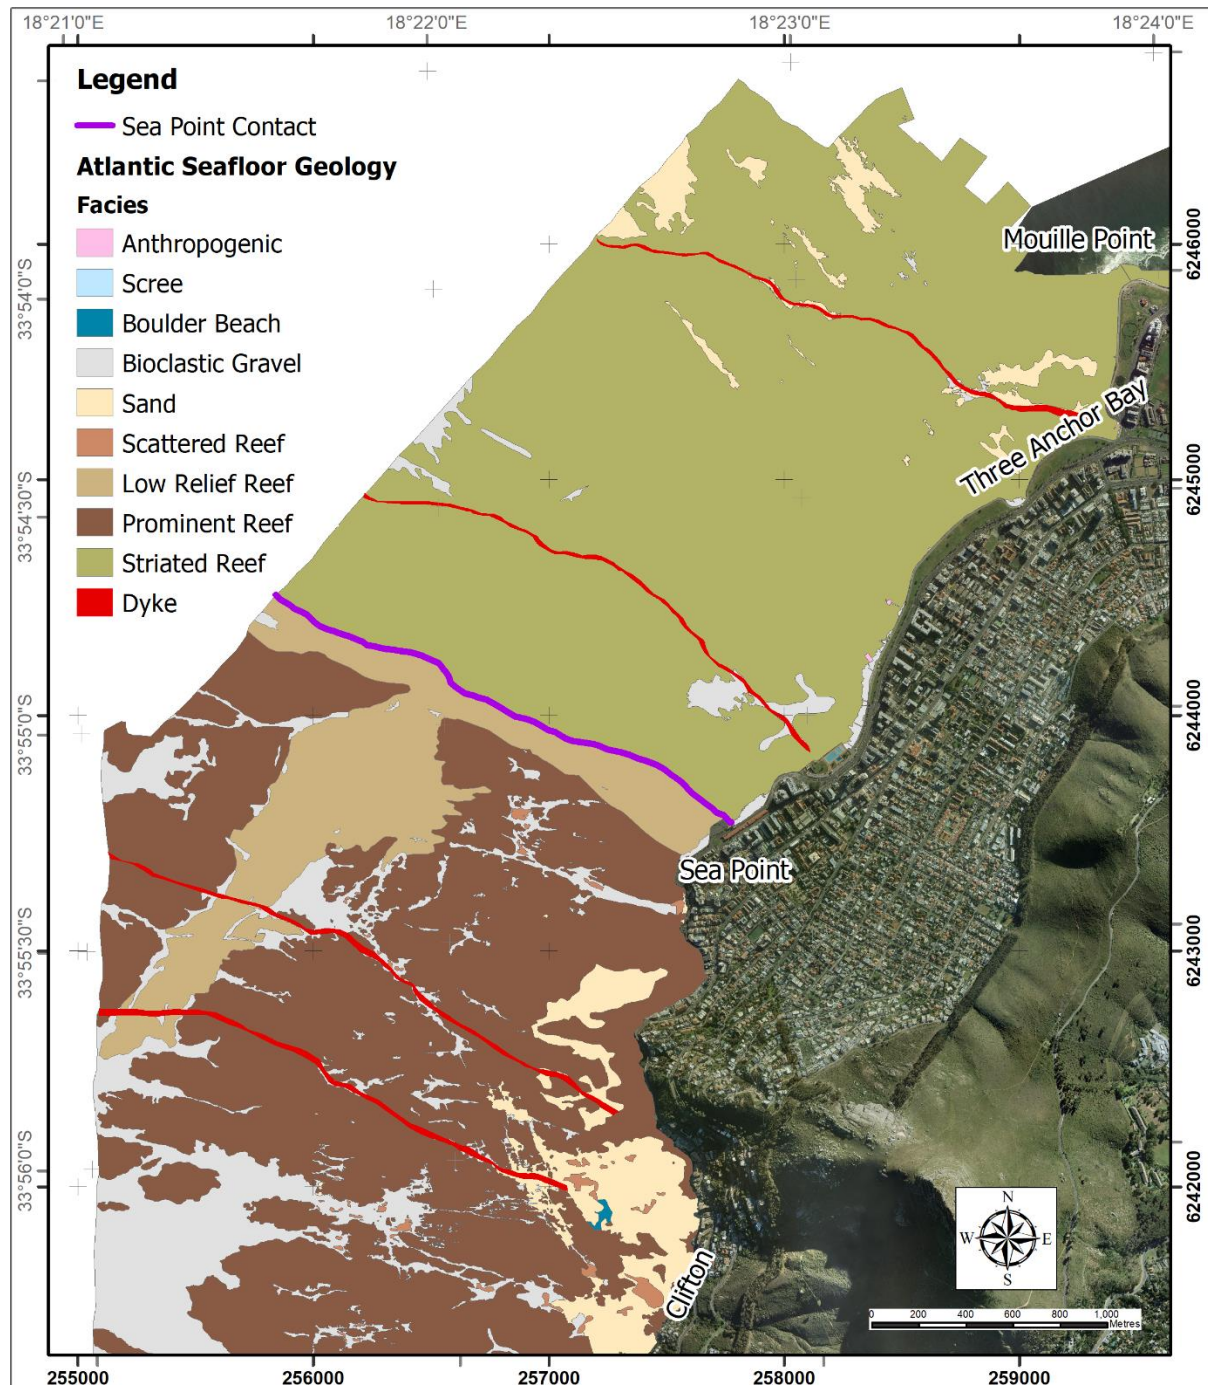 18°21'0"E 18°22'0"E 18°23'0"E 18°24'0"E
Legend
Sea Point Contact
Atlantic Seafloor Geology
Facies
Anthropogenic
Scree
Boulder Beach
Bioclastic Gravel
Sand
Scattered Reef
Low Relief Reef
Prominent Reef
Striated Reef
Dyke
Mouille Point
Three Anchor Bay
Sea Point
Clifton
33°54'0"S
33°54'30"S
33°55'0"S
33°55'30"S
33°56'0"S
6246000
6245000
6244000
6243000
6242000
N
W E
S
0 200 400 600 800 1,000
Metres
255000 256000 257000 258000 259000